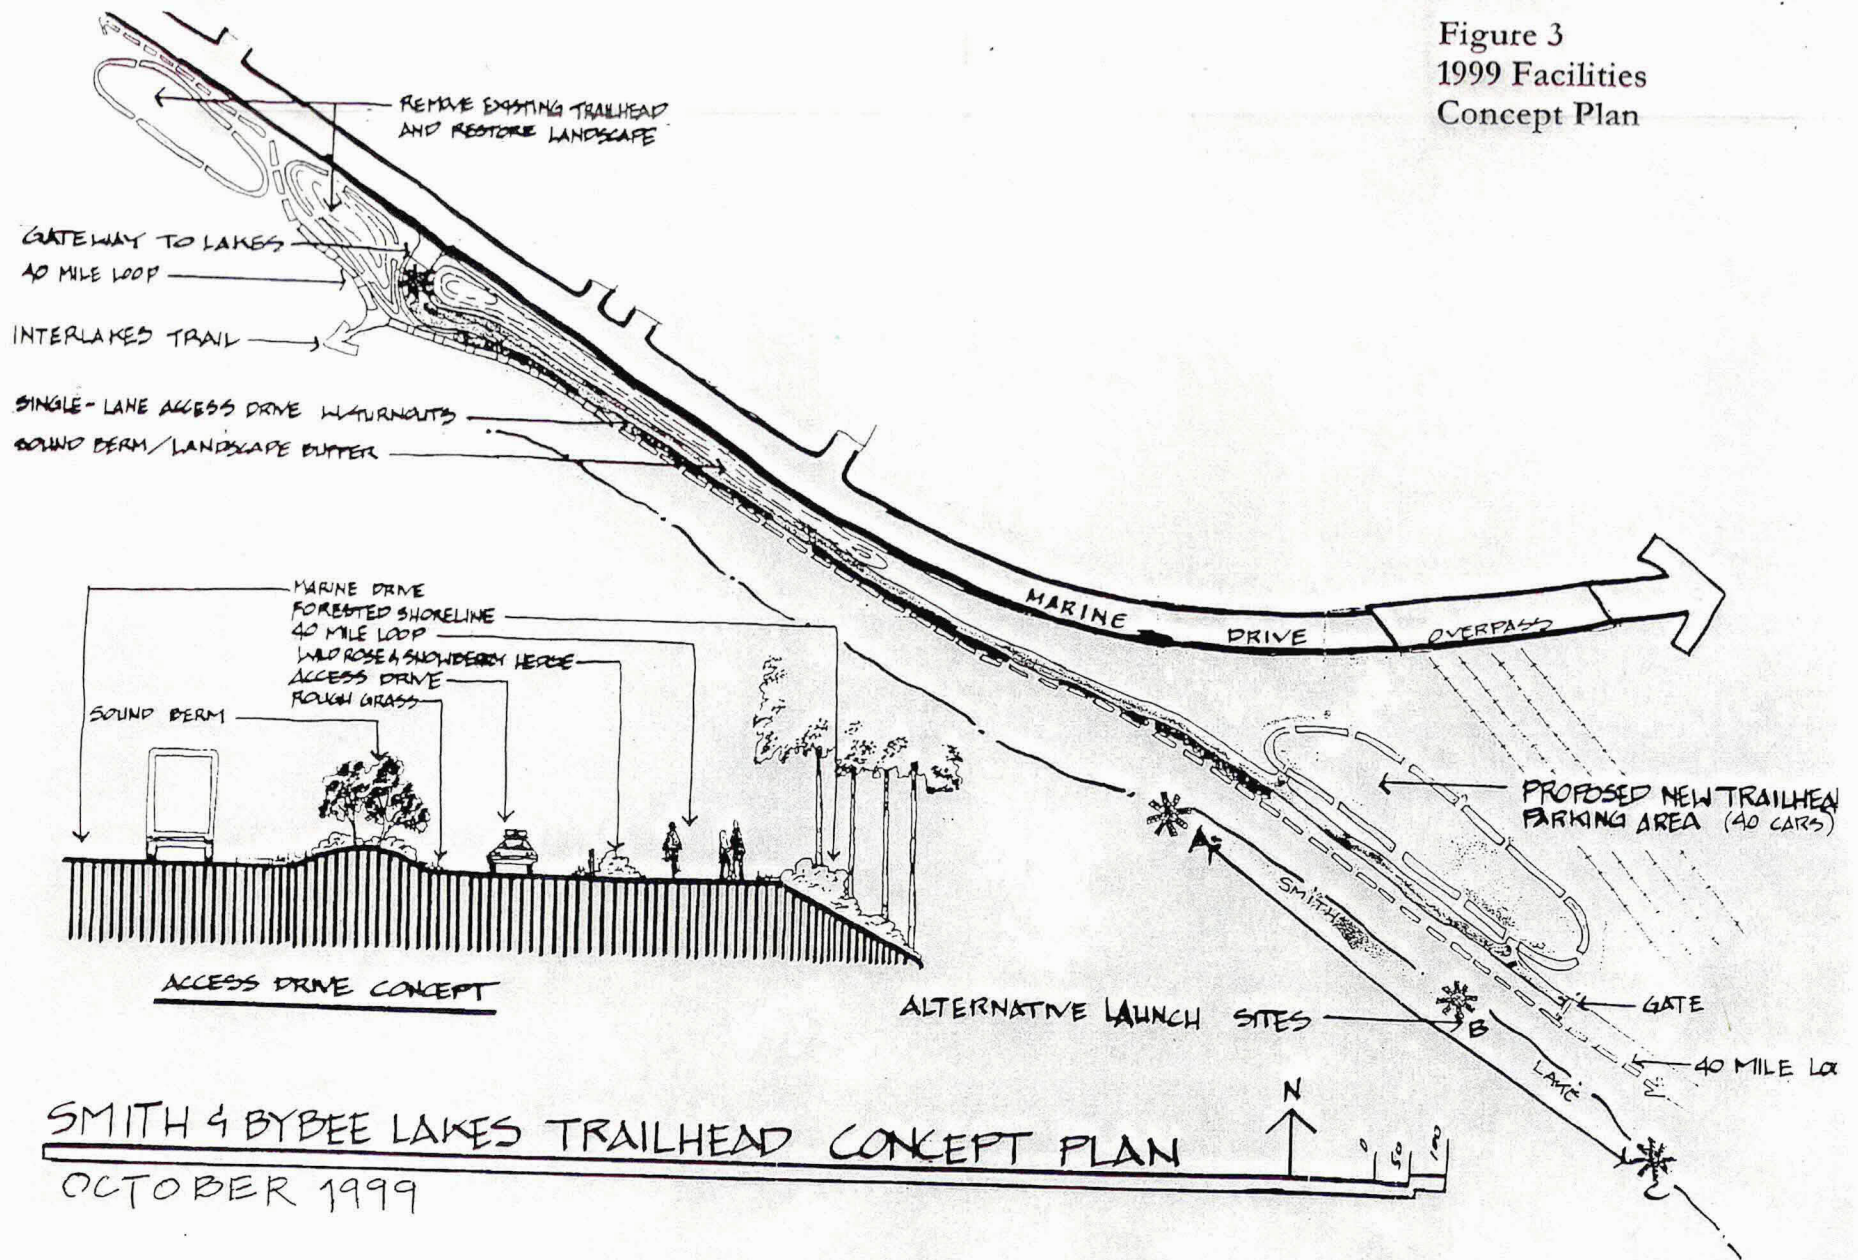 Figure 3
1999 Facilities
Concept Plan
REMOVE EXISTING TRAILHEAD
AND RESTORE LANDSCAPE
GATEWAY TO LAKES
40 MILE LOOP
INTERLAKES TRAIL
SINGLE-LANE ACCESS DRIVE W/TURNOUTS
SOUND BERM/LANDSCAPE BUFFER
MARINE DRIVE
OVERPASS
MARINE DRIVE
FORESTED SHORELINE
40 MILE LOOP
WILD ROSE & SNOWBERRY HEDGE
ACCESS DRIVE
ROUGH GRASS
SOUND BERM
PROPOSED NEW TRAILHEA
PARKING AREA (40 CARS)
A
SMITH
LAKE
ACCESS DRIVE CONCEPT
ALTERNATIVE LAUNCH SITES
B
GATE
40 MILE LO
C
N
0 50 100
SMITH & BYBEE LAKES TRAILHEAD CONCEPT PLAN
OCTOBER 1999